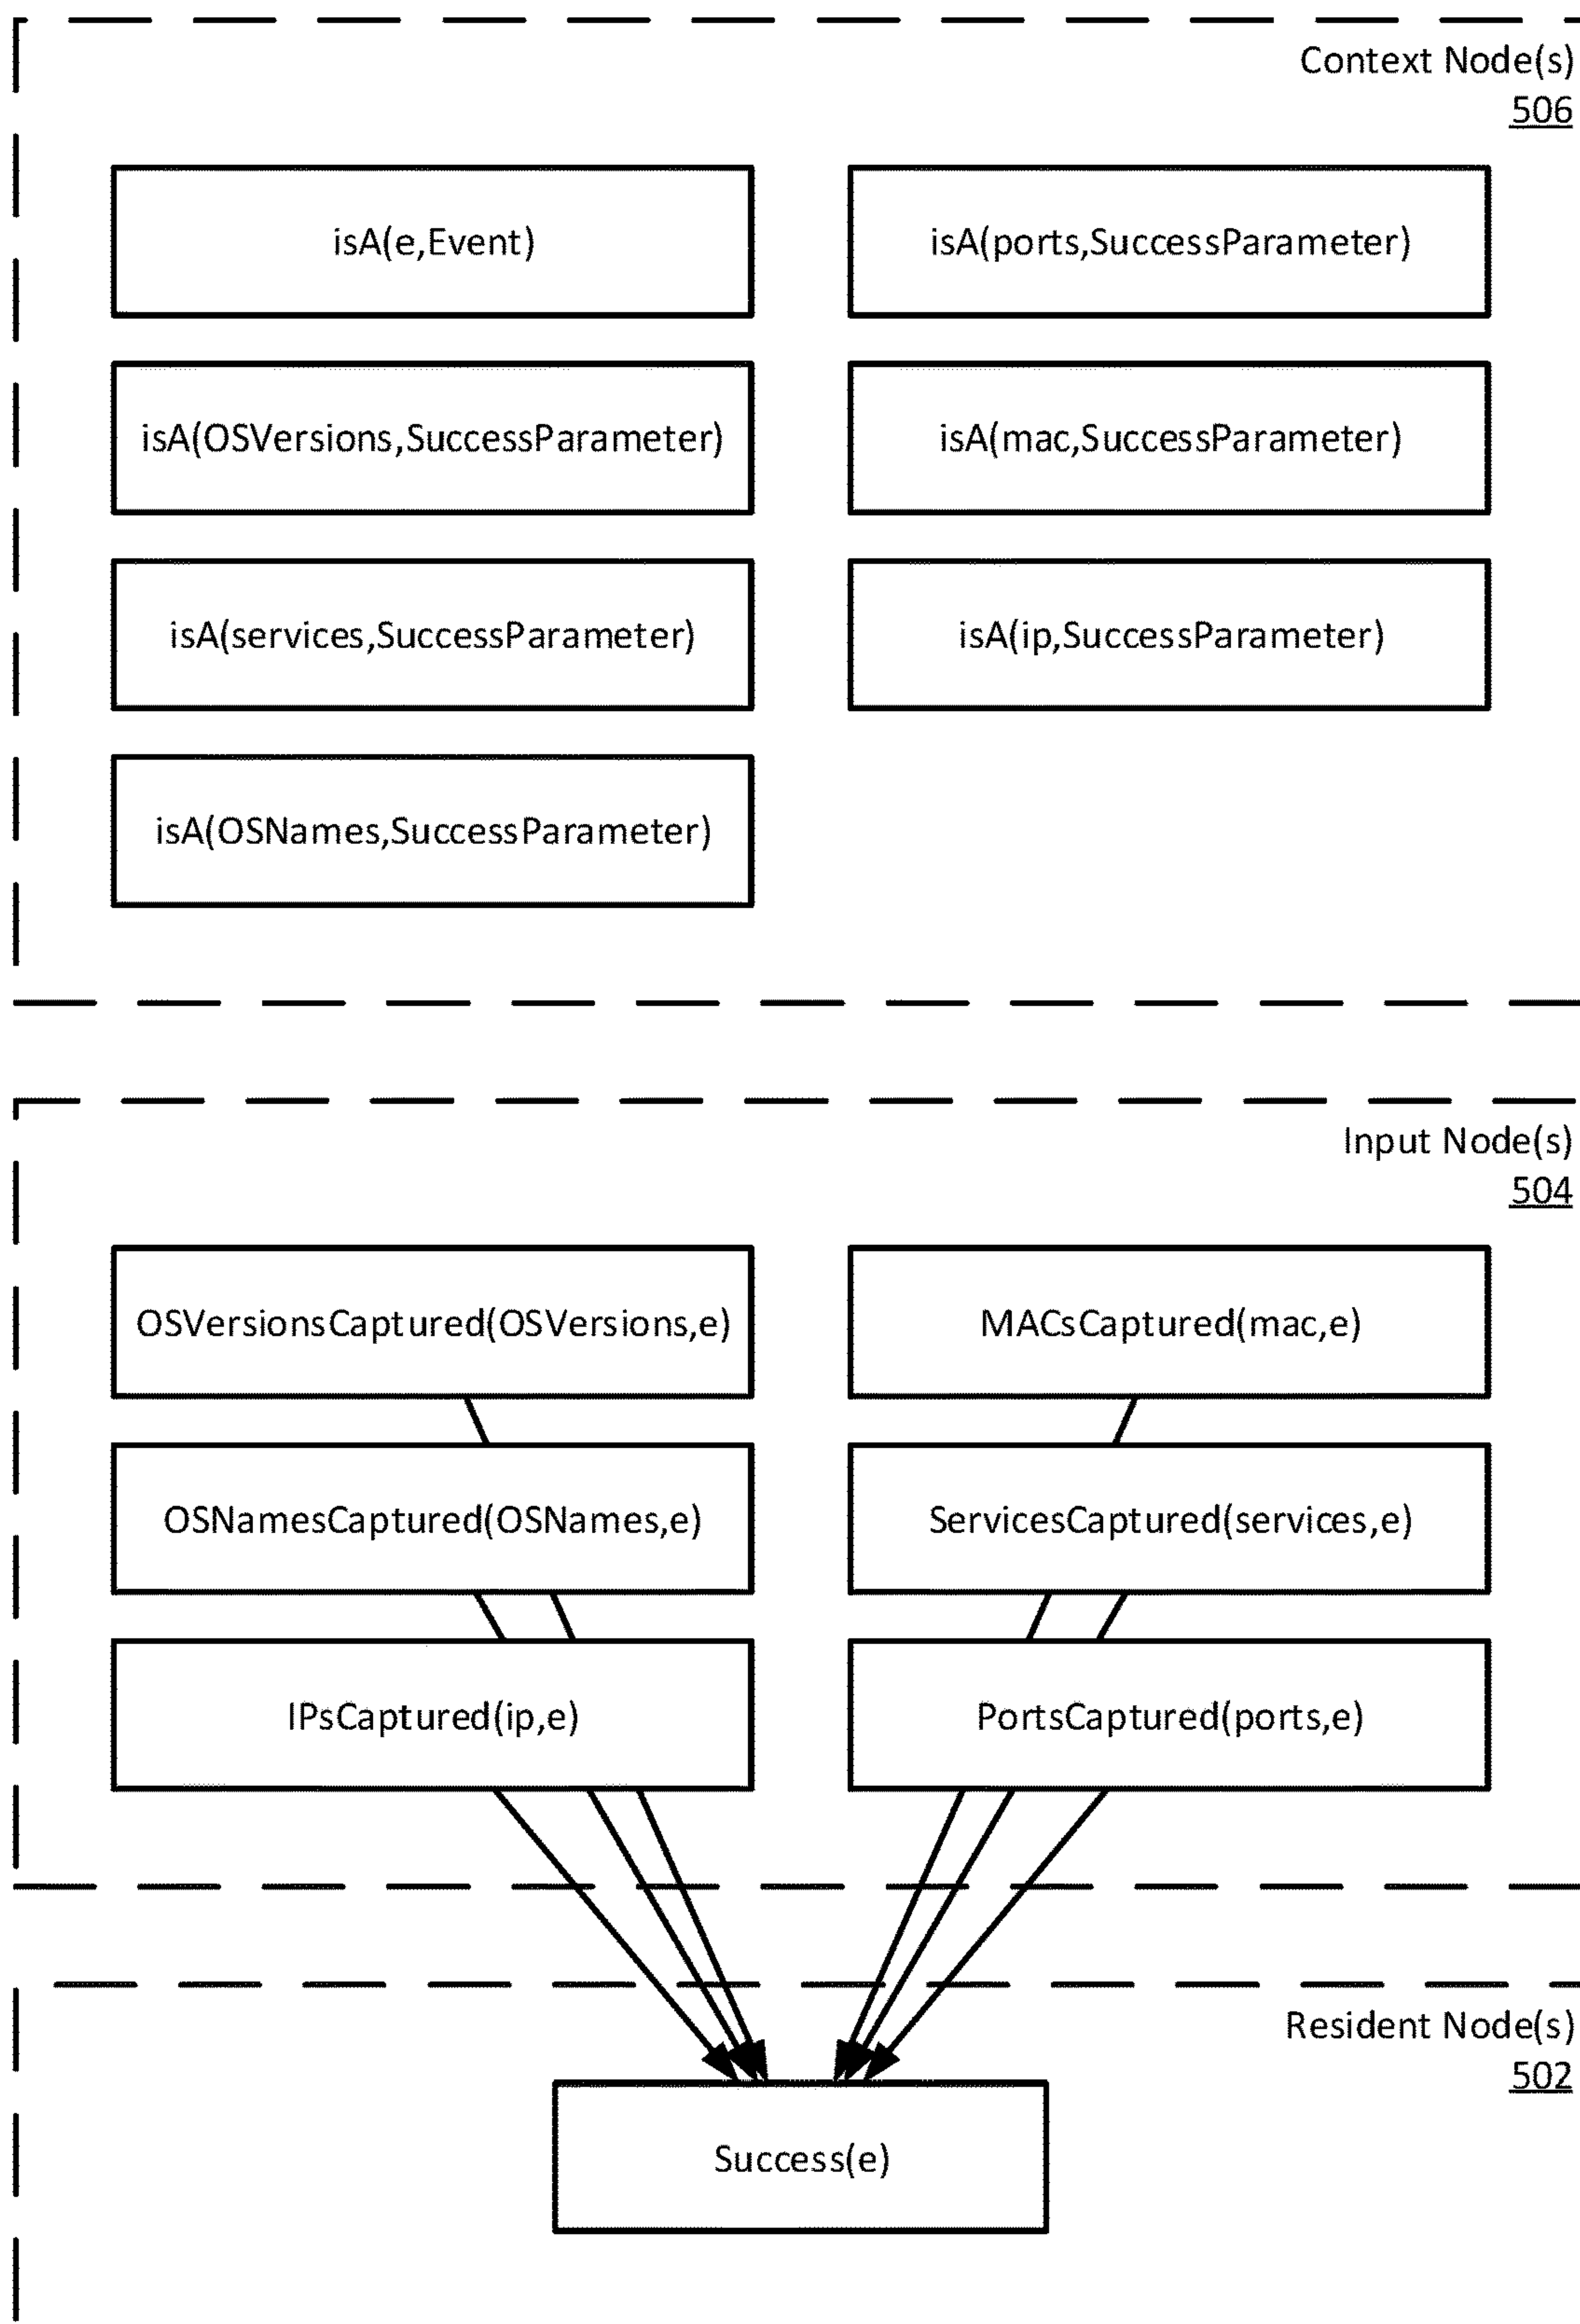 Context Node(s)
506
isA(e,Event)
isA(ports,SuccessParameter)
isA(OSVersions,SuccessParameter)
isA(mac,SuccessParameter)
isA(services,SuccessParameter)
isA(ip,SuccessParameter)
isA(OSNames,SuccessParameter)
Input Node(s)
504
OSVersionsCaptured(OSVersions,e)
MACsCaptured(mac,e)
OSNamesCaptured(OSNames,e)
ServicesCaptured(services,e)
IPsCaptured(ip,e)
PortsCaptured(ports,e)
Resident Node(s)
502
Success(e)